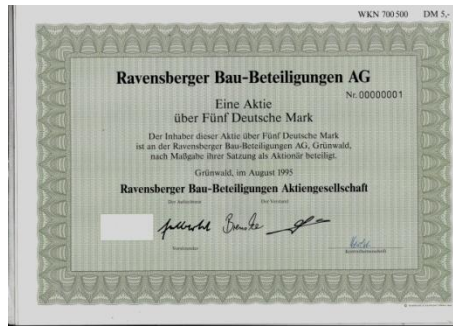 WKN 700 500 DM 5,-
Ravensberger Bau-Beteiligungen AG
Nr. 00000001
Eine Aktie
über Fünf Deutsche Mark
Der Inhaber dieser Aktie über Fünf Deutsche Mark
ist an der Ravensberger Bau-Beteiligungen AG, Grünwald,
nach Maßgabe ihrer Satzung als Aktionär beteiligt.
Grünwald, im August 1995
Ravensberger Bau-Beteiligungen Aktiengesellschaft
Der Aufsichtsrat Der Vorstand
Kontrollunterschrift